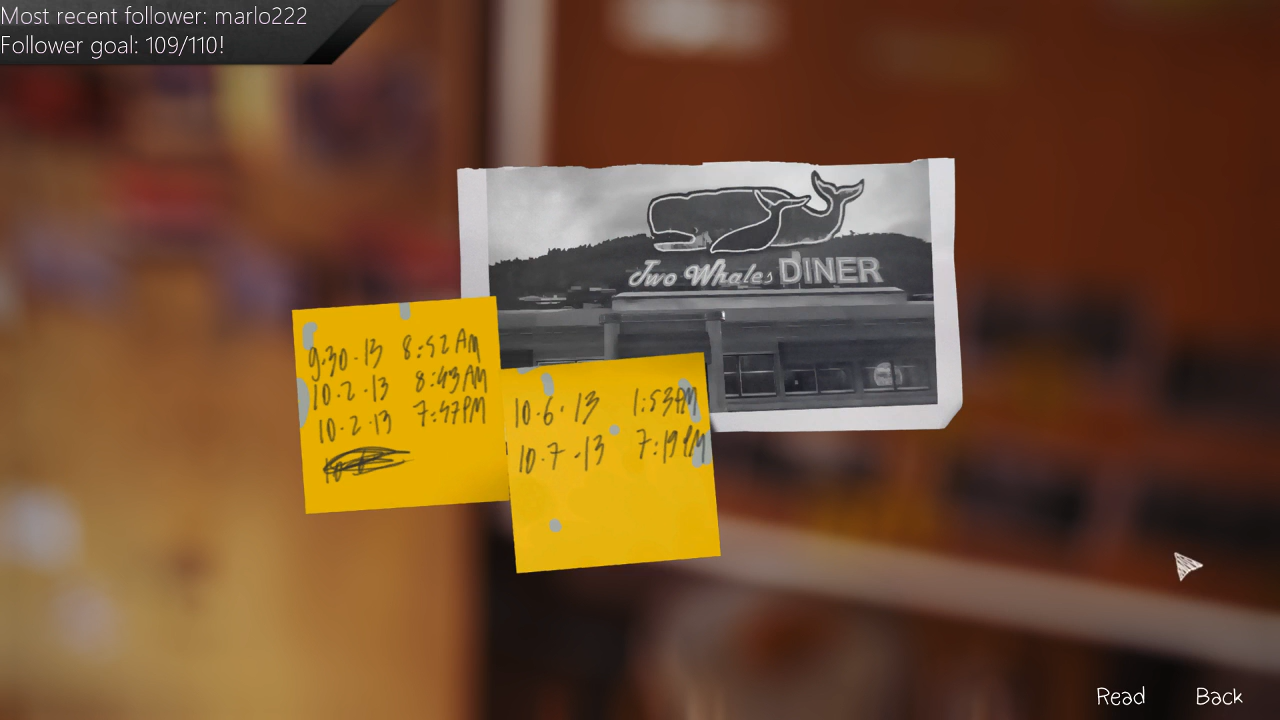 Most recent follower: marlo222
Follower goal: 109/110!
Two Whales DINER
9.30.13 8:52 AM
10.2.13 8:43 AM
10.2.13 7:47 PM
10.6.13 1:53 AM
10.7.13 7:19 PM
Read Back